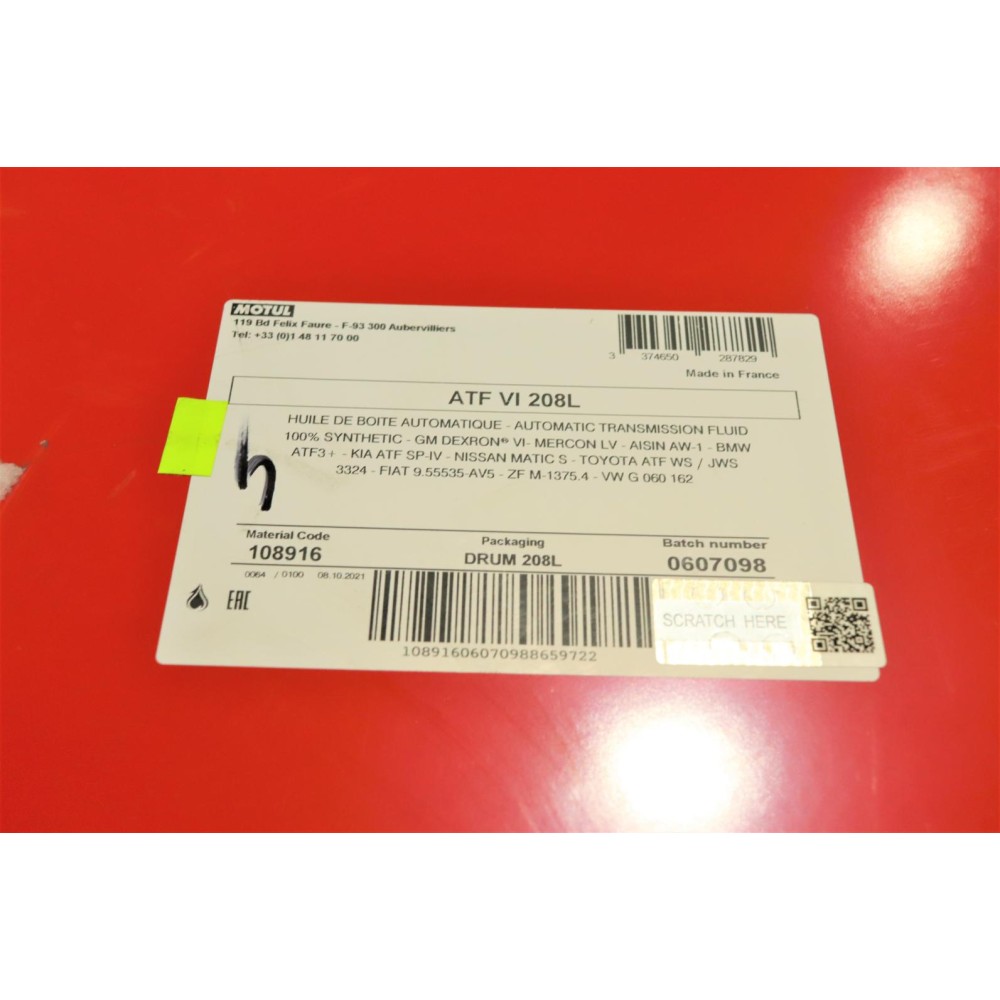 MOTUL
119 Bd Felix Faure - F-93 300 Aubervilliers
Tel: +33 (0)1 48 11 70 00
3 374650 287829
Made in France
ATF VI 208L
HUILE DE BOITE AUTOMATIQUE - AUTOMATIC TRANSMISSION FLUID
100% SYNTHETIC - GM DEXRON® VI- MERCON LV - AISIN AW-1 - BMW
ATF3+ - KIA ATF SP-IV - NISSAN MATIC S - TOYOTA ATF WS / JWS
3324 - FIAT 9.55535-AV5 - ZF M-1375.4 - VW G 060 162
Material Code Packaging Batch number
108916 DRUM 208L 0607098
0064 / 0100 08.10.2021
EAC
SCRATCH HERE
10891606070988659722